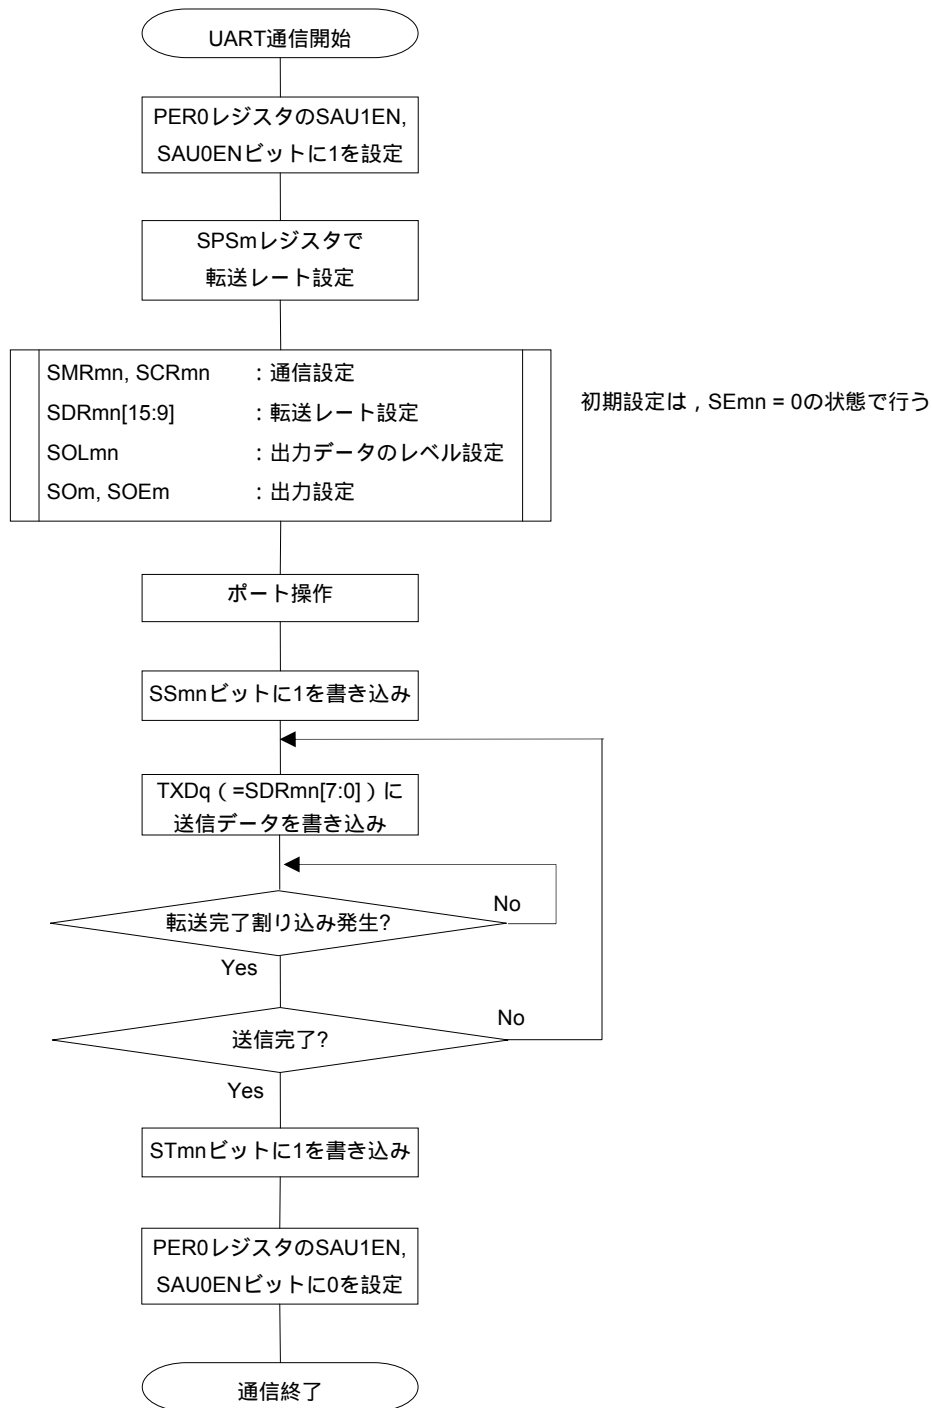 UART通信開始
PER0レジスタのSAU1EN,
SAU0ENビットに1を設定
SPSmレジスタで
転送レート設定
SMRmn, SCRmn :通信設定
SDRmn[15:9] :転送レート設定
SOLmn :出力データのレベル設定
SOm, SOEm :出力設定
初期設定は,SEmn = 0の状態で行う
ポート操作
SSmnビットに1を書き込み
TXDq(=SDRmn[7:0])に
送信データを書き込み
転送完了割り込み発生?
No
Yes
送信完了?
No
Yes
STmnビットに1を書き込み
PER0レジスタのSAU1EN,
SAU0ENビットに0を設定
通信終了